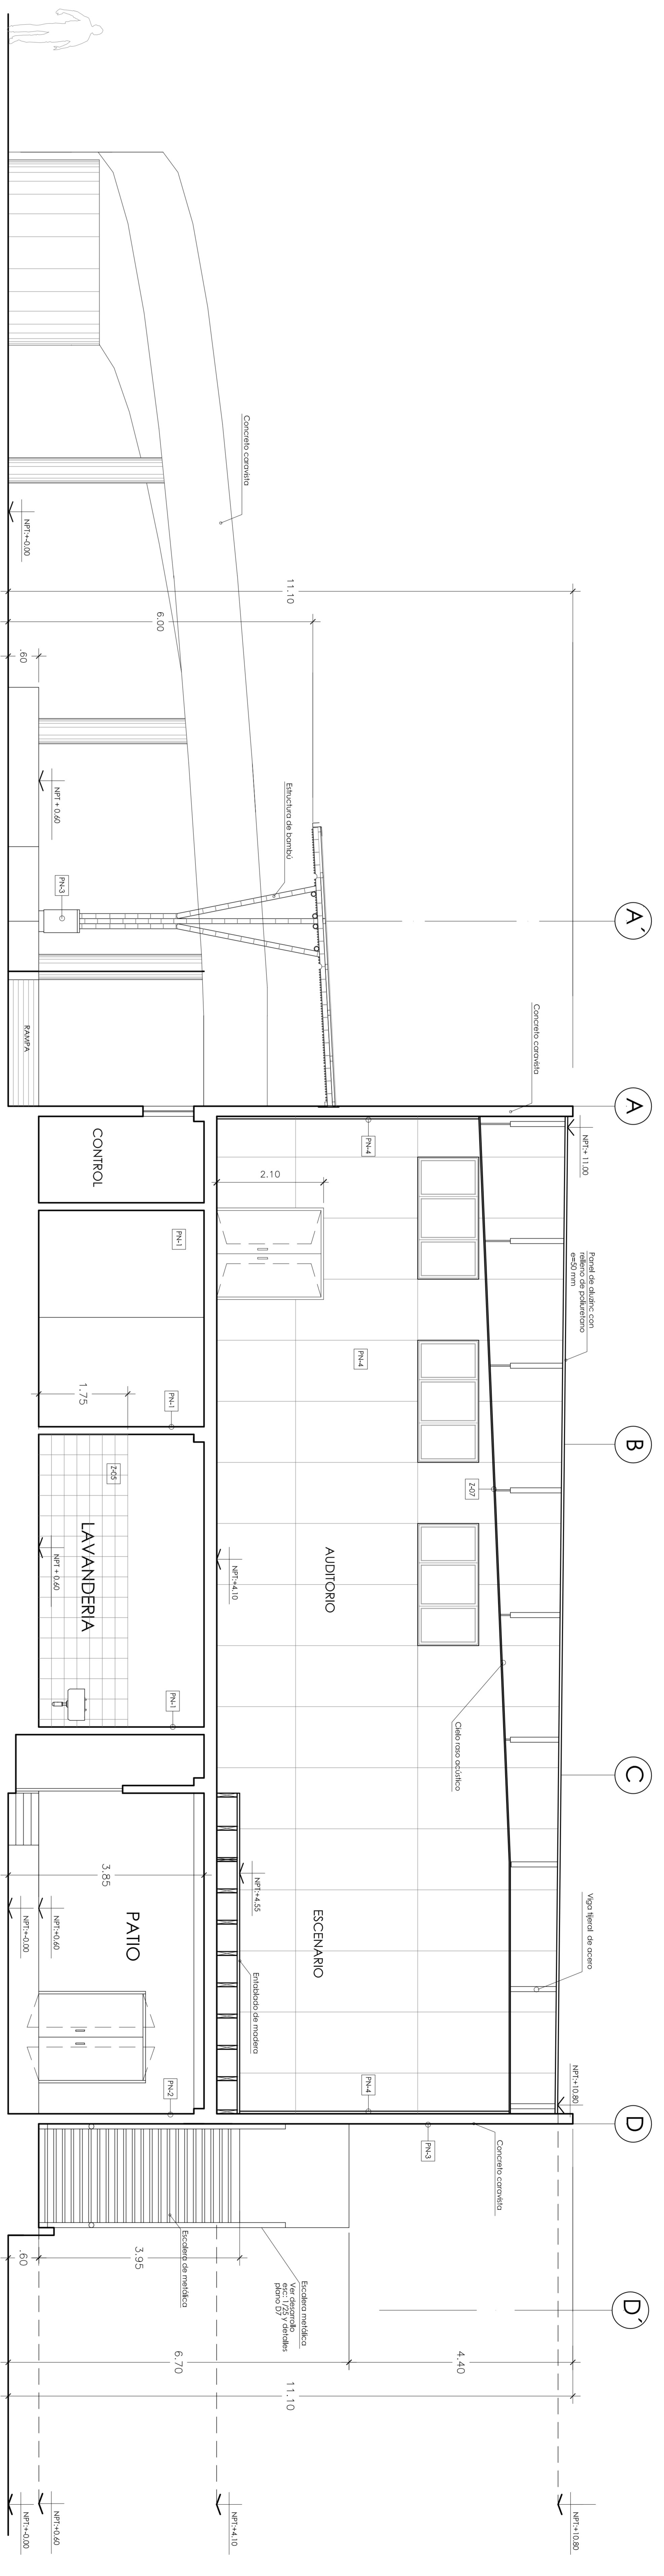 A´
A
B
C
D
D´
Concreto caravista
NPT:+-0.00
11.10
6.00
.60
NPT + 0.60
Estructura de bambú
PN-3
RAMPA
Concreto caravista
NPT:+ 11.00
Panel de aluzinc con
relleno de poliuretano
e=50 mm
PN-4
2.10
CONTROL
PN-1
PN-4
PN-1
1.75
Z-07
Z-05
LAVANDERIA
NPT + 0.60
NPT:+4.10
AUDITORIO
PN-1
Cielo raso acústico
NPT:+4.55
ESCENARIO
Viga tijeral de acero
Entablado de madera
3.85
PATIO
NPT:+0.60
NPT:+-0.00
PN-2
PN-4
NPT:+10.80
PN-3
Concreto caravista
Escalera de metálica
Escalera metálica
Ver desarrollo
esc: 1/25 y detalles
plano D7
3.95
.60
6.70
4.40
11.10
NPT:+10.80
NPT:+4.10
NPT:+0.60
NPT:+-0.00